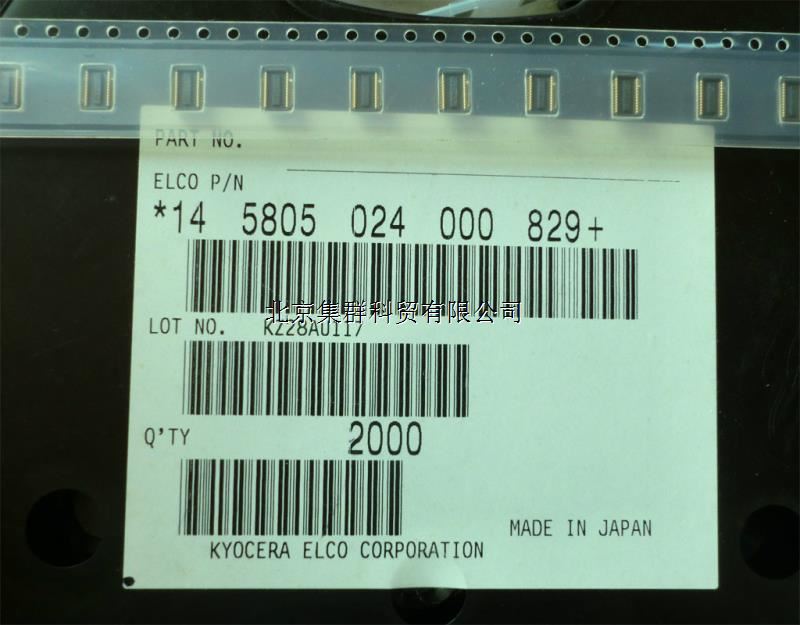 PART NO.
ELCO P/N
*14 5805 024 000 829+
北京集群科贸有限公司
LOT NO. KZ28A0117
Q'TY 2000
MADE IN JAPAN
KYOCERA ELCO CORPORATION